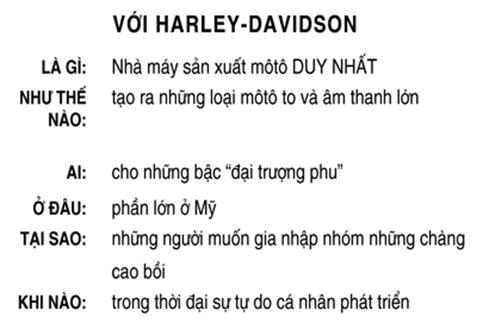 VỚI HARLEY-DAVIDSON
LÀ GÌ: Nhà máy sản xuất môtô DUY NHẤT
NHƯ THẾ tạo ra những loại môtô to và âm thanh lớn
NÀO:
AI: cho những bậc “đại trượng phu”
Ở ĐÂU: phần lớn ở Mỹ
TẠI SAO: những người muốn gia nhập nhóm những chàng
cao bồi
KHI NÀO: trong thời đại sự tự do cá nhân phát triển